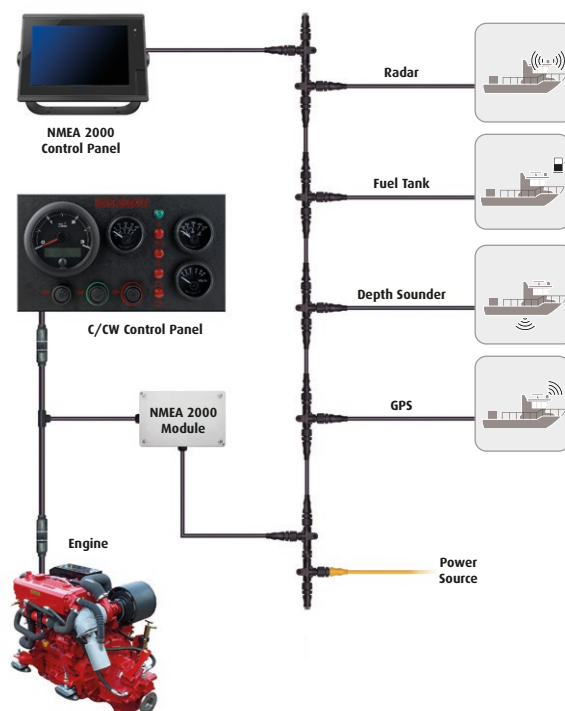 Radar
NMEA 2000
Control Panel
Fuel Tank
Depth Sounder
C/CW Control Panel
GPS
NMEA 2000
Module
Engine
Power
Source